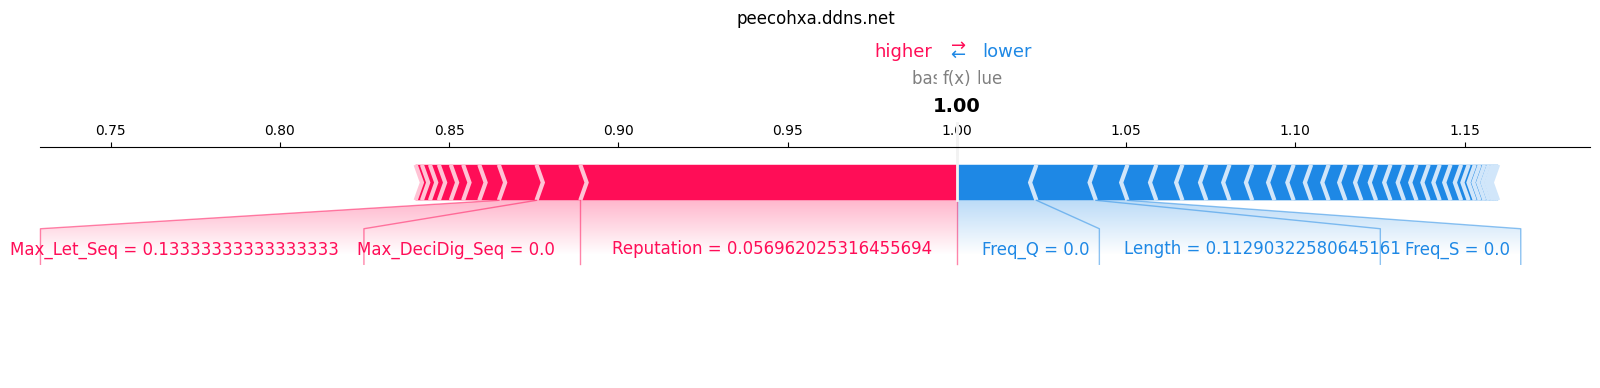 peecohxa.ddns.net
higher → lower
←
bas f(x) lue
1.00
0.75 0.80 0.85 0.90 0.95 1.00 1.05 1.10 1.15
Max_Let_Seq = 0.13333333333333333 Max_DeciDig_Seq = 0.0 Reputation = 0.056962025316455694 Freq_Q = 0.0 Length = 0.11290322580645161 Freq_S = 0.0